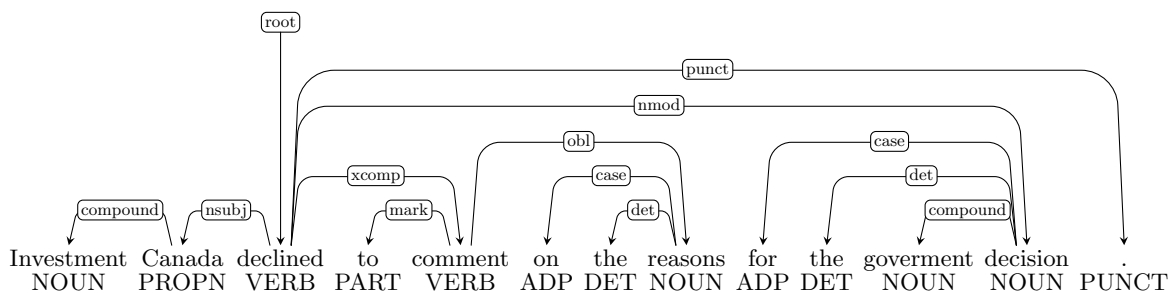 root
punct
nmod
obl case
xcomp case det
compound nsubj mark det compound
Investment Canada declined to comment on the reasons for the goverment decision .
NOUN PROPN VERB PART VERB ADP DET NOUN ADP DET NOUN NOUN PUNCT